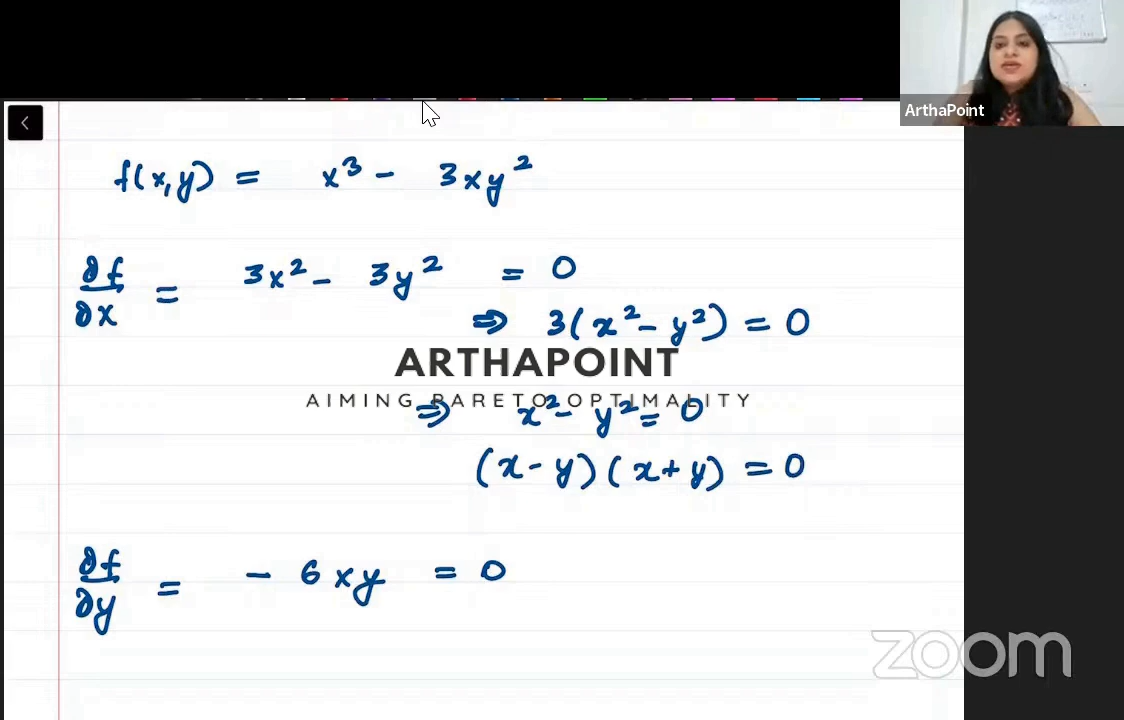 ArthaPoint
f(x,y) = x³ - 3xy²
∂f/∂x = 3x² - 3y² = 0
⇒ 3(x² - y²) = 0
ARTHAPOINT
AIMING PARETO OPTIMALITY
⇒ x² - y² = 0
(x - y)(x + y) = 0
∂f/∂y = - 6xy = 0
zoom